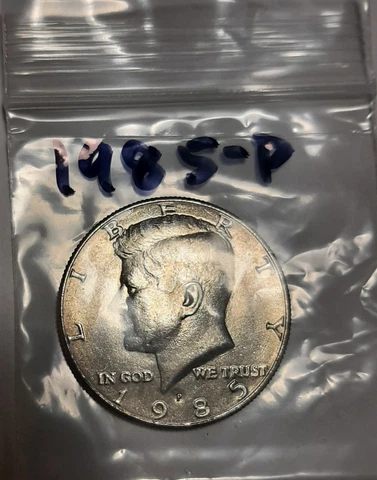 1985-P
LIBERTY
IN GOD WE TRUST
P
1985